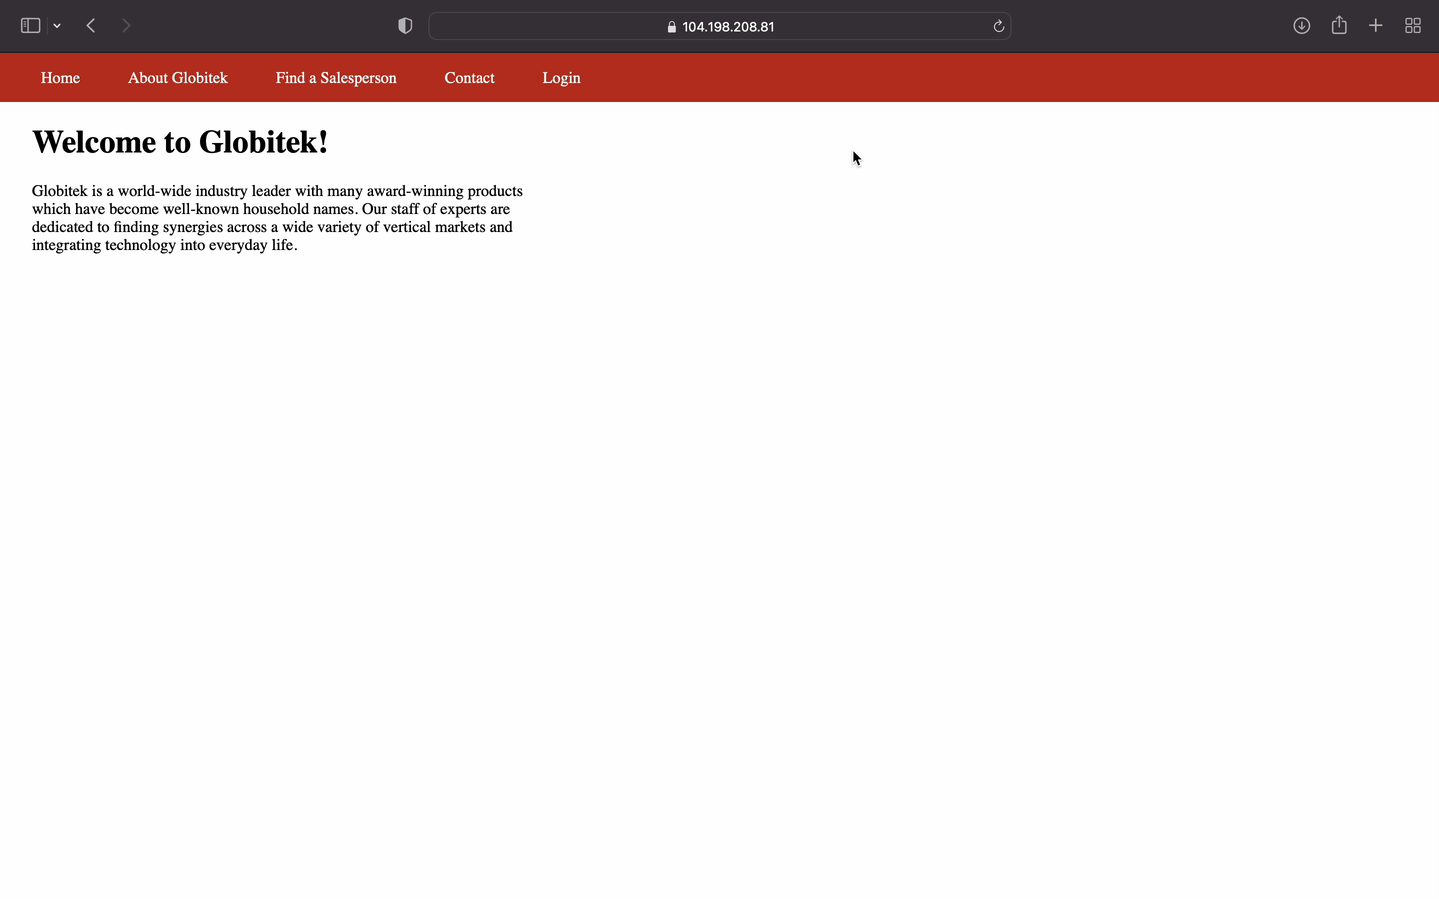 104.198.208.81
Home About Globitek Find a Salesperson Contact Login
Welcome to Globitek!
Globitek is a world-wide industry leader with many award-winning products
which have become well-known household names. Our staff of experts are
dedicated to finding synergies across a wide variety of vertical markets and
integrating technology into everyday life.